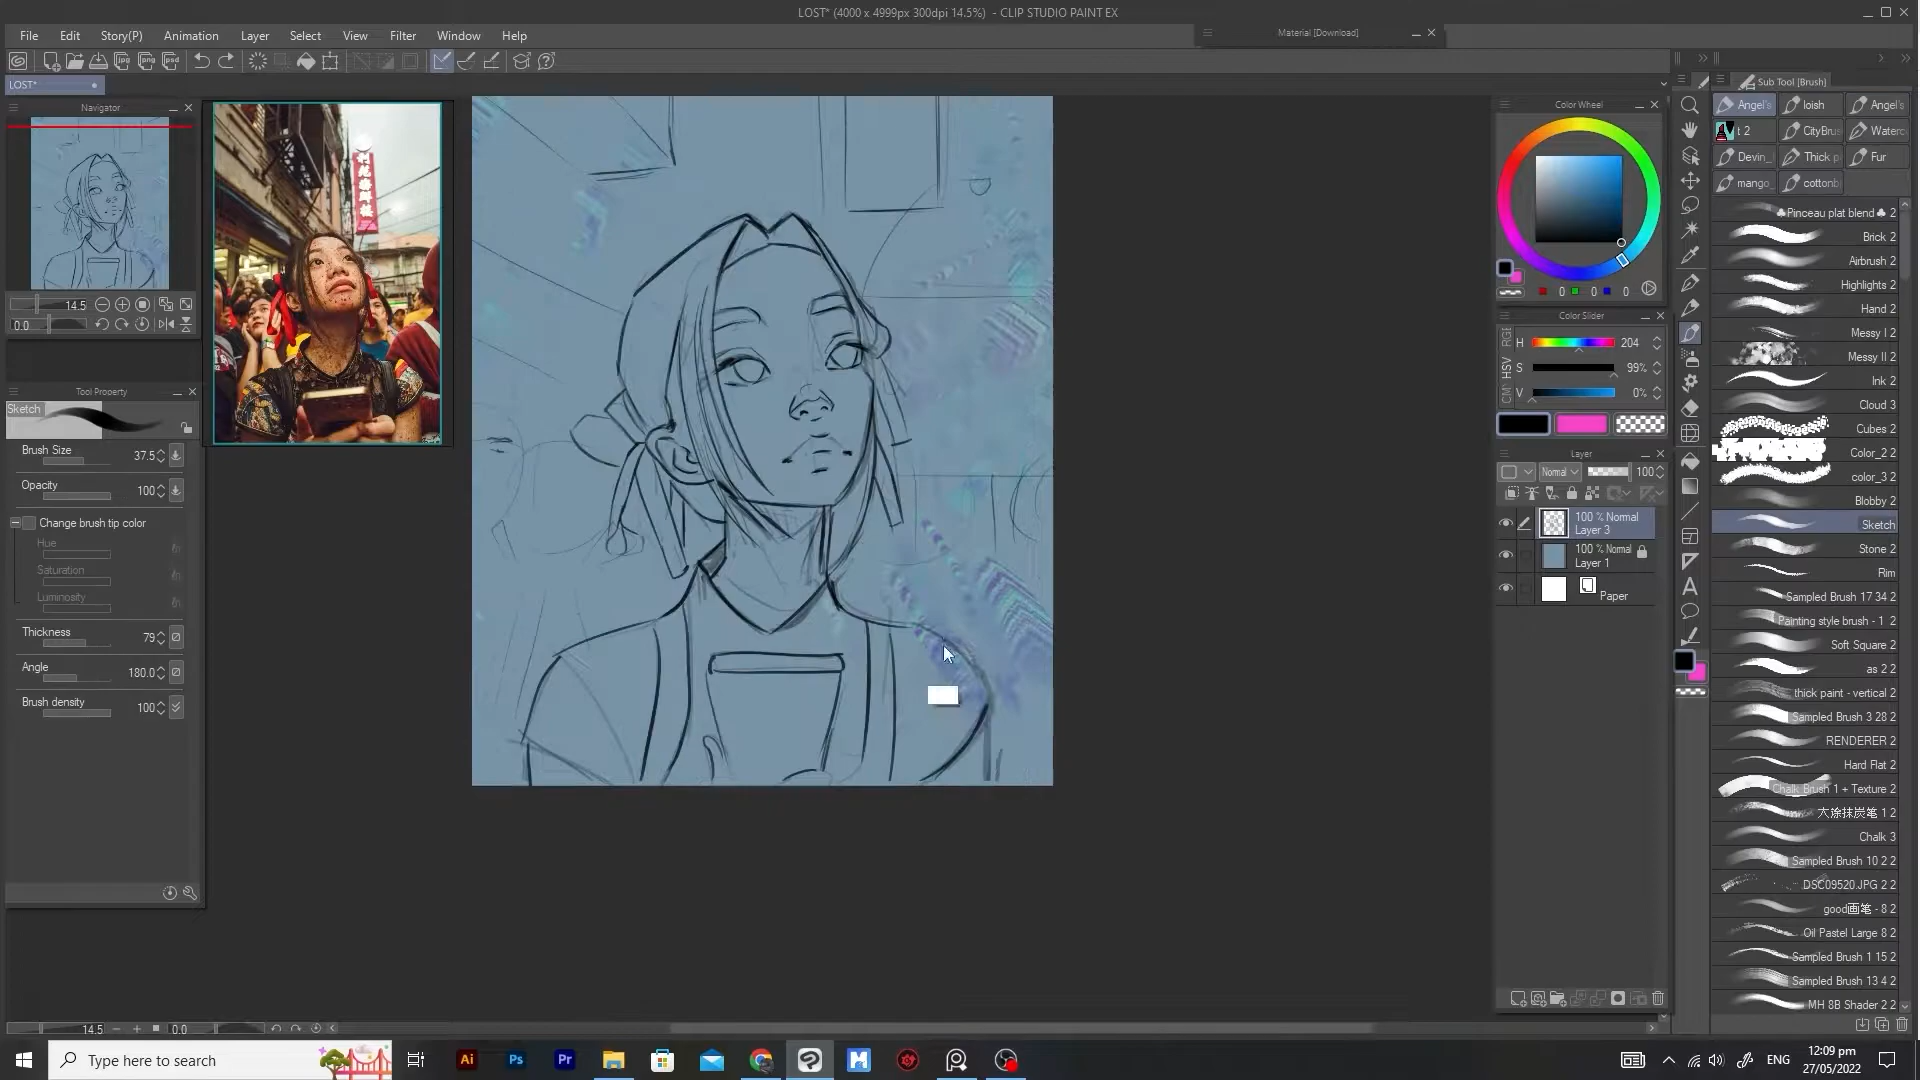 LOST* (4000 x 4999px 300dpi 14.5%) - CLIP STUDIO PAINT EX
File Edit Story(P) Animation Layer Select View Filter Window Help
Material [Download]
LOST*
Navigator
14.5
0.0
Tool Property
Sketch
Brush Size 37.5
Opacity 100
Change brush tip color
Hue
Saturation
Luminosity
Thickness 79
Angle 180.0
Brush density 100
14.5 0.0
Color Wheel
0 0 0
Color Slider
RGB
HSV
H 204
S 99%
V 0%
Layer
Normal 100
100 % Normal
Layer 3
100 % Normal
Layer 1
Paper
Sub Tool [Brush]
Angel's loish Angel's
t 2 CityBrus Waterc
Devin_ Thick p Fur
mango_ cottonb
♣Pinceau plat blend♣ 2
Brick 2
Airbrush 2
Highlights 2
Hand 2
Messy I 2
Messy II 2
Ink 2
Cloud 3
Cubes 2
Color_2 2
color_3 2
Blobby 2
Sketch
Stone 2
Rim
Sampled Brush 17 34 2
Painting style brush - 1 2
Soft Square 2
as 2 2
thick paint - vertical 2
Sampled Brush 3 28 2
RENDERER 2
Hard Flat 2
Chalk Brush 1 + Texture 2
大涂抹炭笔 1 2
Chalk 3
Sampled Brush 10 2 2
DSC09520.JPG 2 2
good画笔 - 8 2
Oil Pastel Large 8 2
Sampled Brush 1 15 2
Sampled Brush 13 4 2
MH 8B Shader 2 2
Type here to search
Ai Ps Pr
ENG
12:09 pm
27/05/2022